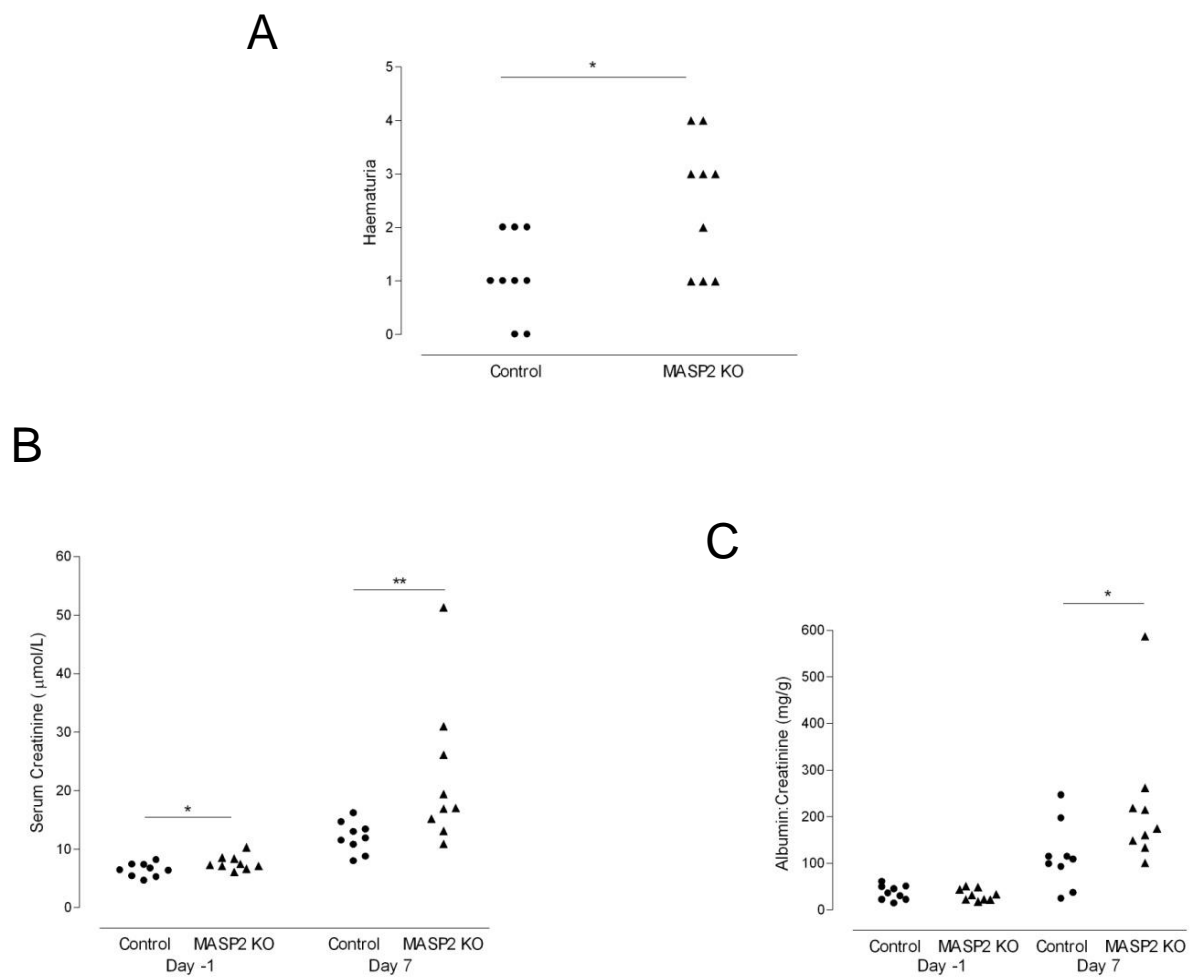 A
5
*
4
3
2
1
0
Haematuria
Control MASP2 KO
B
60
50
40
30
20
10
0
Serum Creatinine ( μmol/L)
*
**
Control MASP2 KO Control MASP2 KO
Day -1 Day 7
C
600
500
400
300
200
100
0
Albumin:Creatinine (mg/g)
*
Control MASP2 KO Control MASP2 KO
Day -1 Day 7